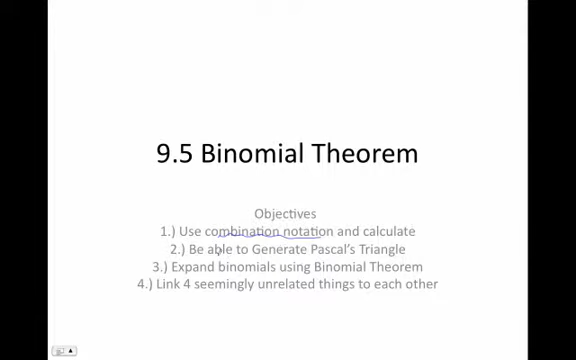 9.5 Binomial Theorem
Objectives
1.) Use combination notation and calculate
2.) Be able to Generate Pascal's Triangle
3.) Expand binomials using Binomial Theorem
4.) Link 4 seemingly unrelated things to each other